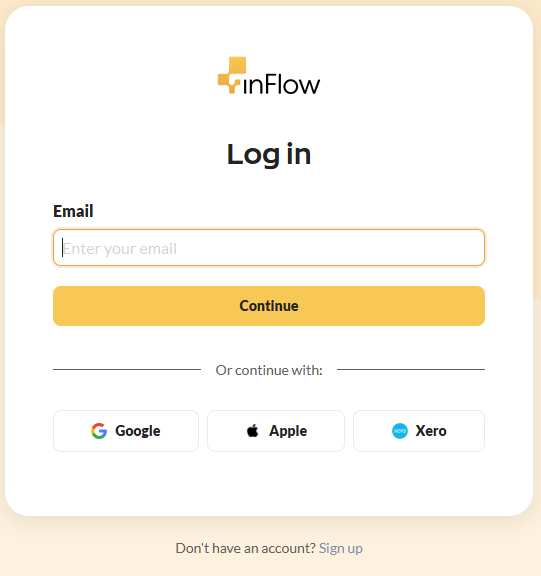 inFlow
Log in
Email
Enter your email
Continue
Or continue with:
Google
Apple
xero
Xero
Don't have an account? Sign up